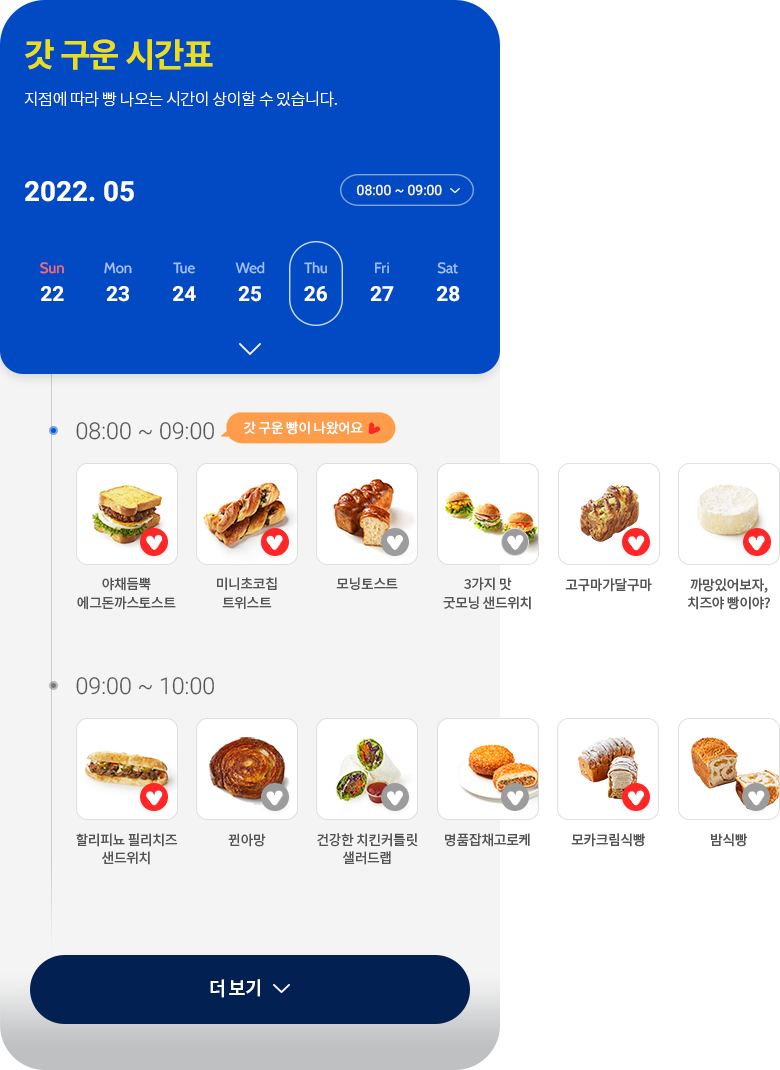 갓 구운 시간표
지점에 따라 빵 나오는 시간이 상이할 수 있습니다.
2022. 05
08:00 ~ 09:00
Sun Mon Tue Wed Thu Fri Sat
22 23 24 25 26 27 28
08:00 ~ 09:00
갓 구운 빵이 나왔어요
야채듬뿍
에그돈까스토스트
미니초코칩
트위스트
모닝토스트
3가지 맛
굿모닝 샌드위치
고구마가달구마
까망있어보자,
치즈야 빵이야?
09:00 ~ 10:00
할리피뇨 필리치즈
샌드위치
뀐아망
건강한 치킨커틀릿
샐러드랩
명품잡채고로케
모카크림식빵
밤식빵
더 보기